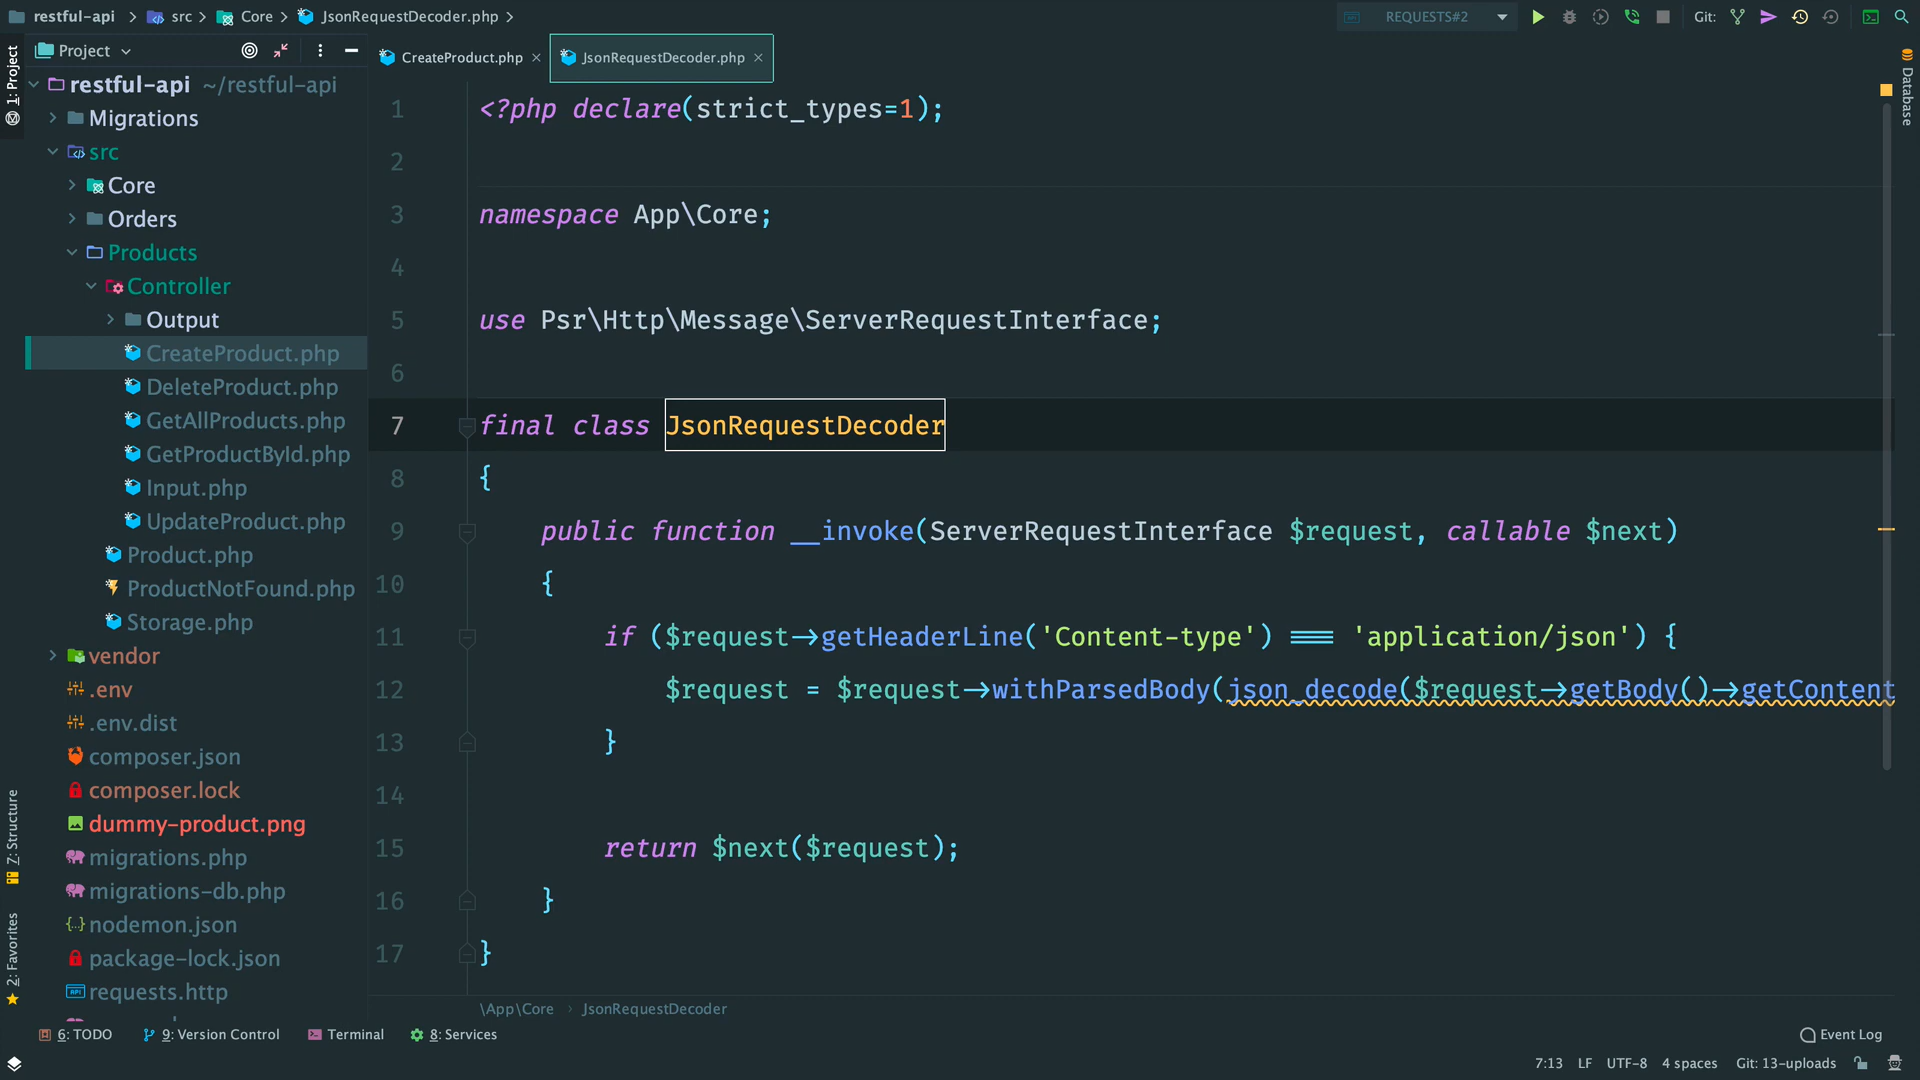 restful-api > src > Core > JsonRequestDecoder.php >
REQUESTS#2
Git:
1: Project
Project
CreateProduct.php ×
JsonRequestDecoder.php ×
Database
restful-api ~/restful-api
Migrations
src
Core
Orders
Products
Controller
Output
CreateProduct.php
DeleteProduct.php
GetAllProducts.php
GetProductById.php
Input.php
UpdateProduct.php
Product.php
ProductNotFound.php
Storage.php
vendor
.env
.env.dist
composer.json
composer.lock
dummy-product.png
migrations.php
migrations-db.php
nodemon.json
package-lock.json
requests.http
Z: Structure
2: Favorites
1 <?php declare(strict_types=1);
2
3 namespace App\Core;
4
5 use Psr\Http\Message\ServerRequestInterface;
6
7 final class JsonRequestDecoder
8 {
9 public function __invoke(ServerRequestInterface $request, callable $next)
10 {
11 if ($request->getHeaderLine('Content-type') === 'application/json') {
12 $request = $request->withParsedBody(json_decode($request->getBody()->getContent
13 }
14
15 return $next($request);
16 }
17 }
\App\Core > JsonRequestDecoder
6: TODO
9: Version Control
Terminal
8: Services
Event Log
7:13 LF UTF-8 4 spaces Git: 13-uploads